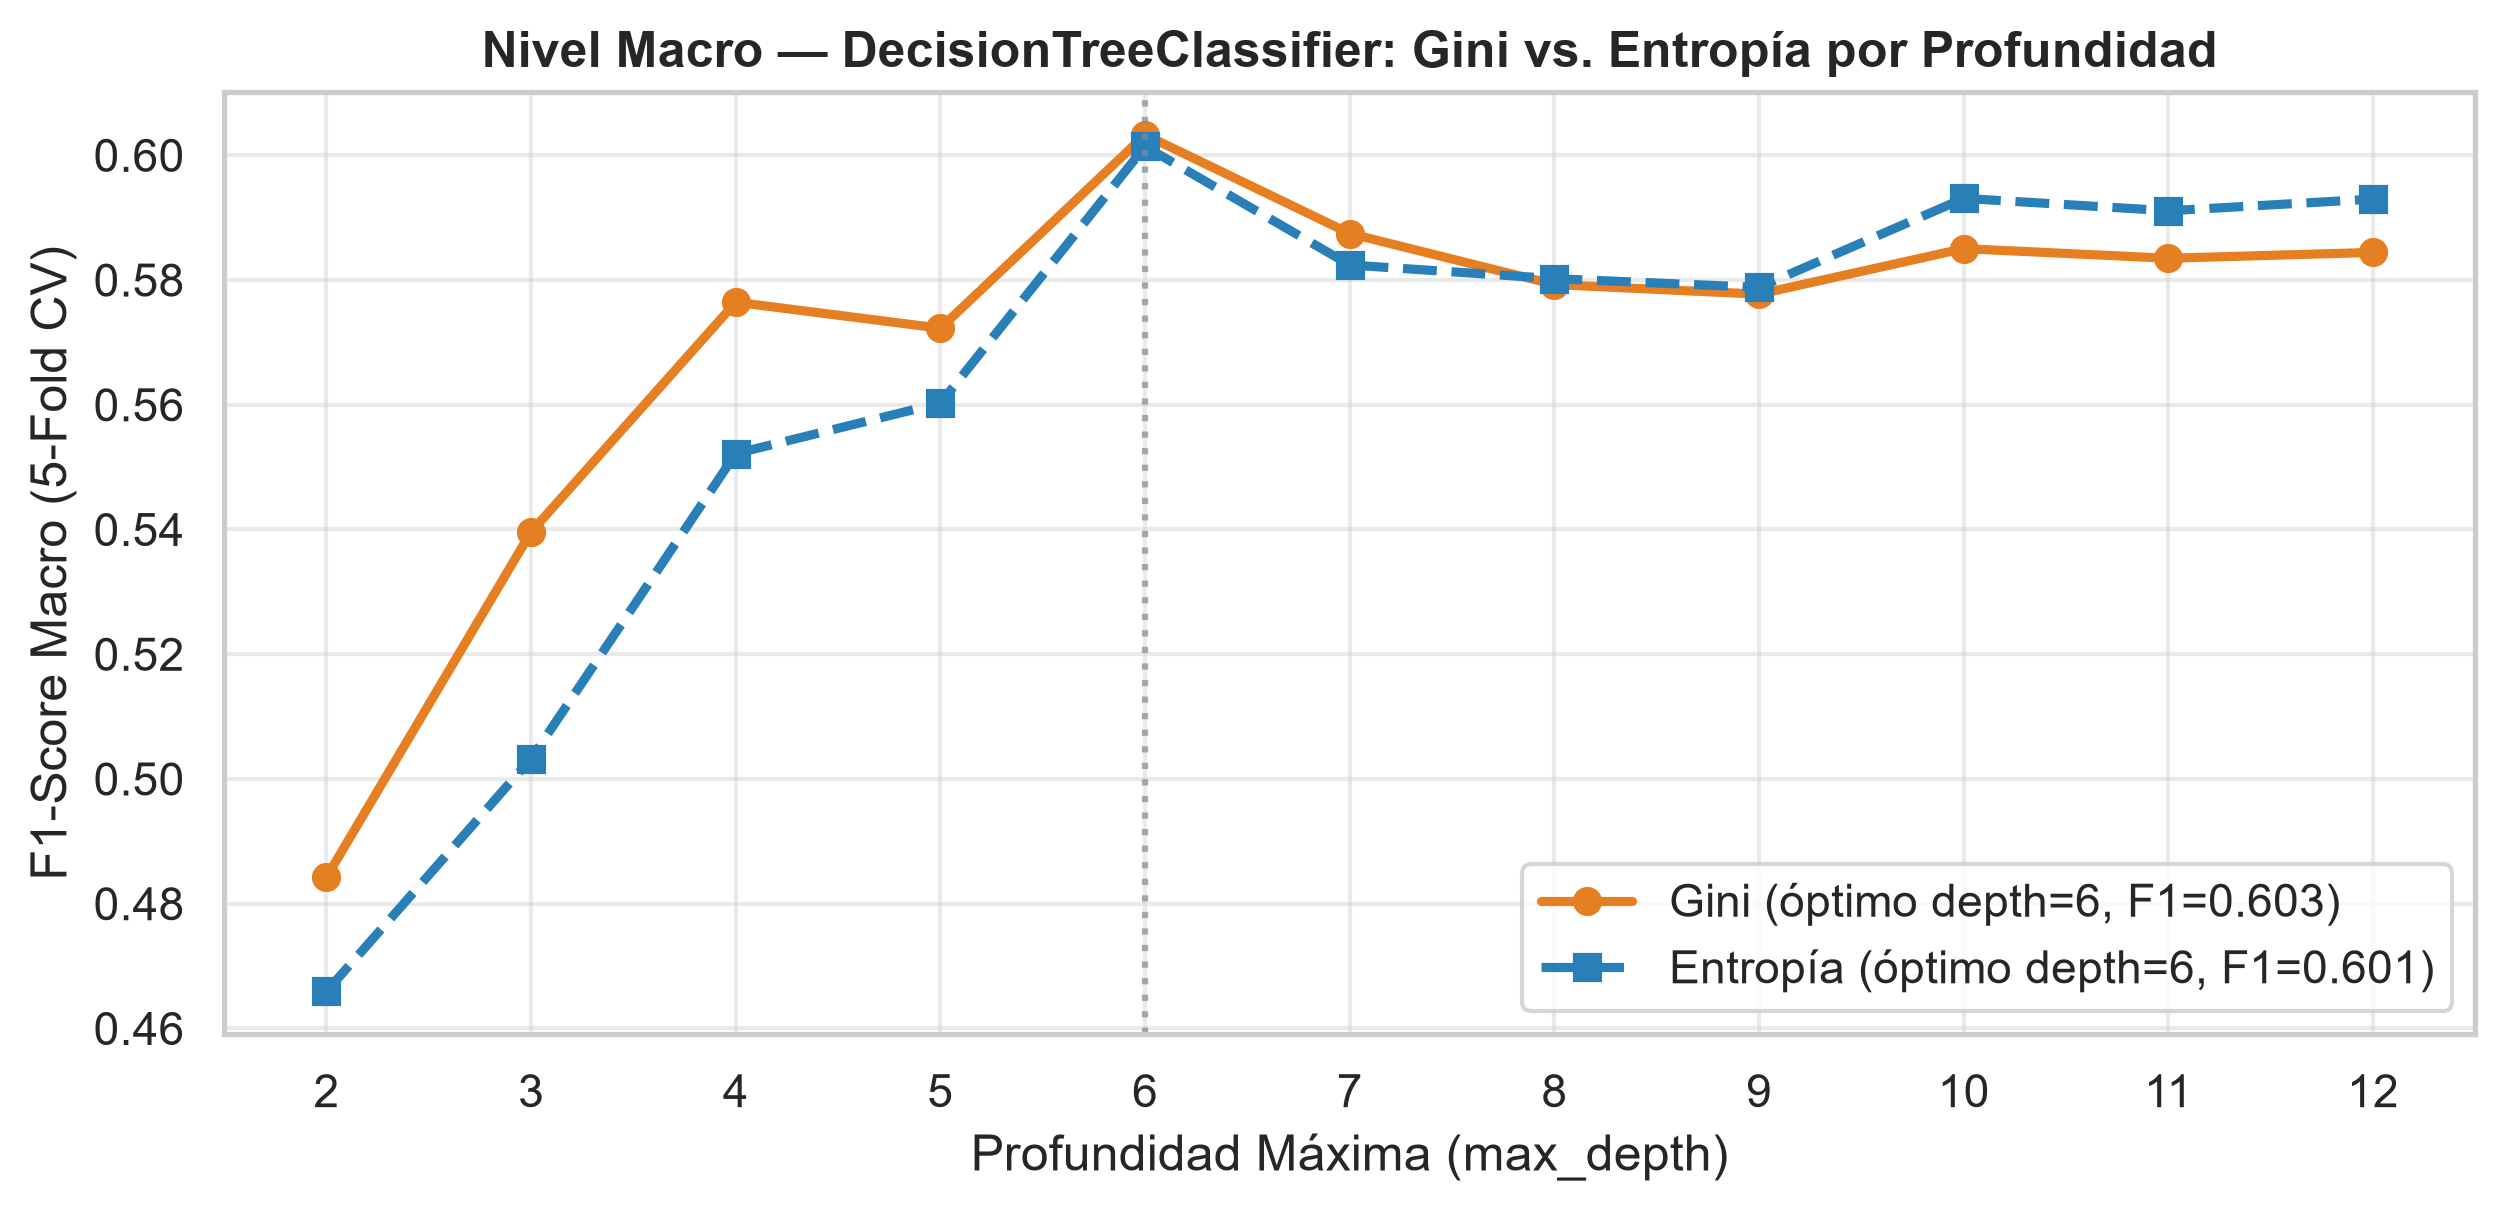 Nivel Macro — DecisionTreeClassifier: Gini vs. Entropía por Profundidad
F1-Score Macro (5-Fold CV)
0.60
0.58
0.56
0.54
0.52
0.50
0.48
0.46
Gini (óptimo depth=6, F1=0.603)
Entropía (óptimo depth=6, F1=0.601)
2 3 4 5 6 7 8 9 10 11 12
Profundidad Máxima (max_depth)